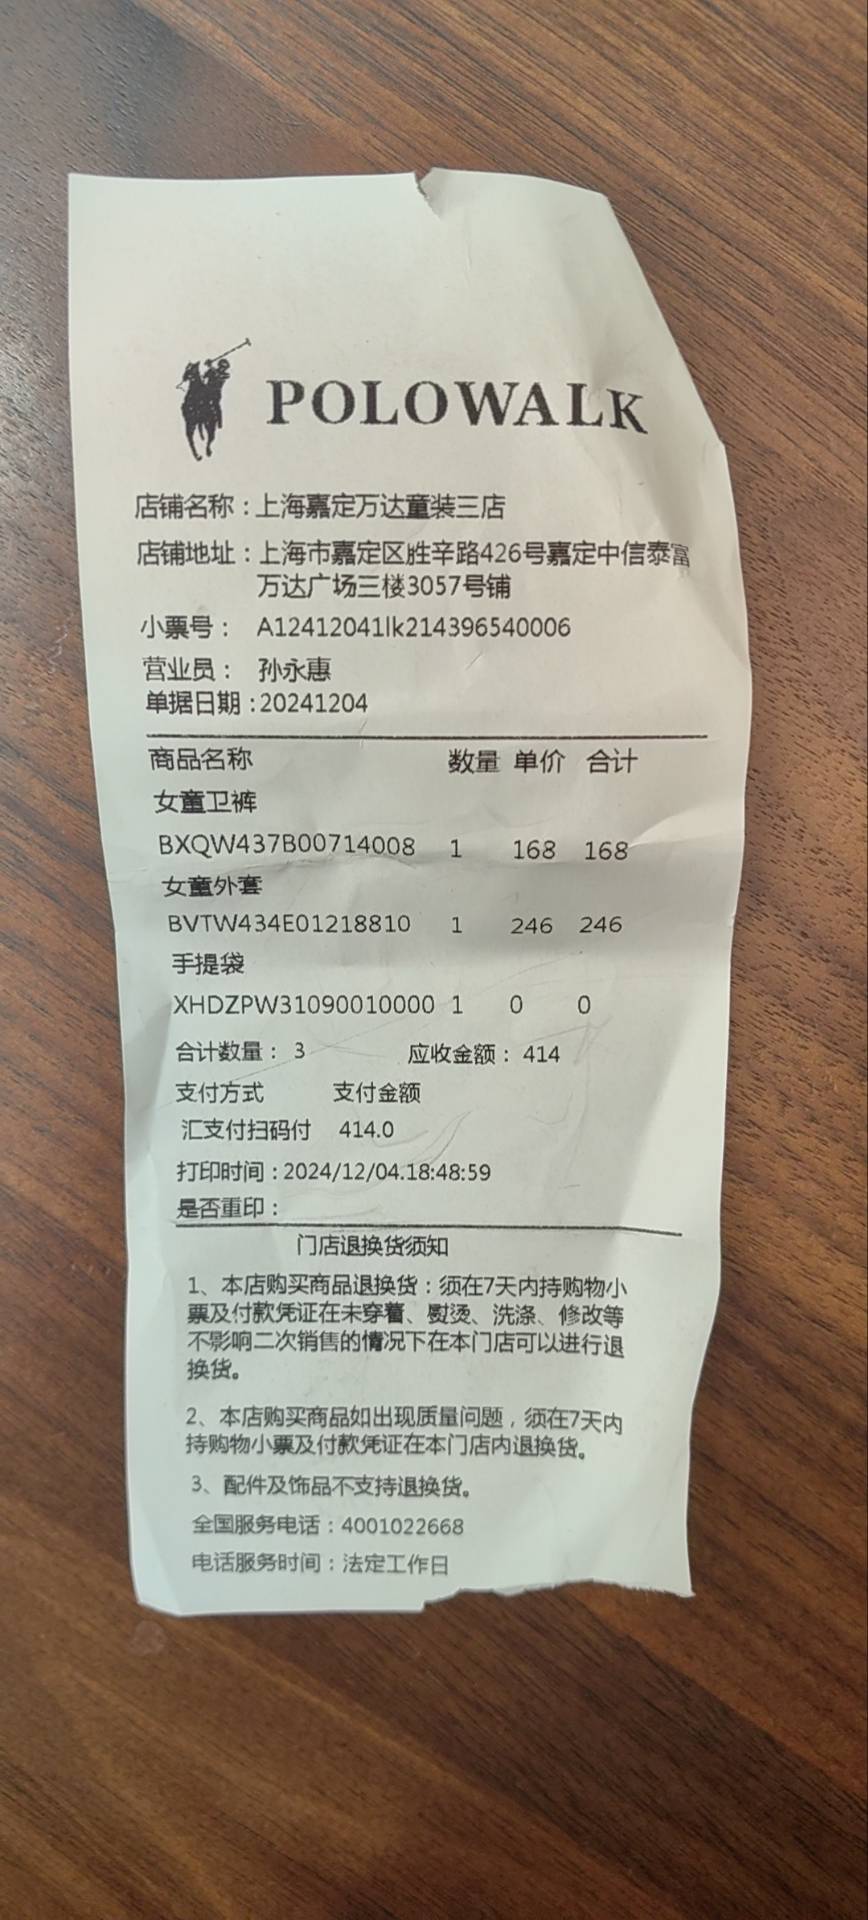 POLOWALK
店铺名称：上海嘉定万达童装三店
店铺地址：上海市嘉定区胜辛路426号嘉定中信泰富
万达广场三楼3057号铺
小票号： A12412041lk214396540006
营业员： 孙永惠
单据日期：20241204
商品名称 数量 单价 合计
女童卫裤
BXQW437B00714008 1 168 168
女童外套
BVTW434E01218810 1 246 246
手提袋
XHDZPW31090010000 1 0 0
合计数量： 3 应收金额： 414
支付方式 支付金额
汇支付扫码付 414.0
打印时间：2024/12/04.18:48:59
是否重印：
门店退换货须知
1、本店购买商品退换货：须在7天内持购物小
票及付款凭证在未穿着、熨烫、洗涤、修改等
不影响二次销售的情况下在本门店可以进行退
换货。
2、本店购买商品如出现质量问题，须在7天内
持购物小票及付款凭证在本门店内退换货。
3、配件及饰品不支持退换货。
全国服务电话：4001022668
电话服务时间：法定工作日